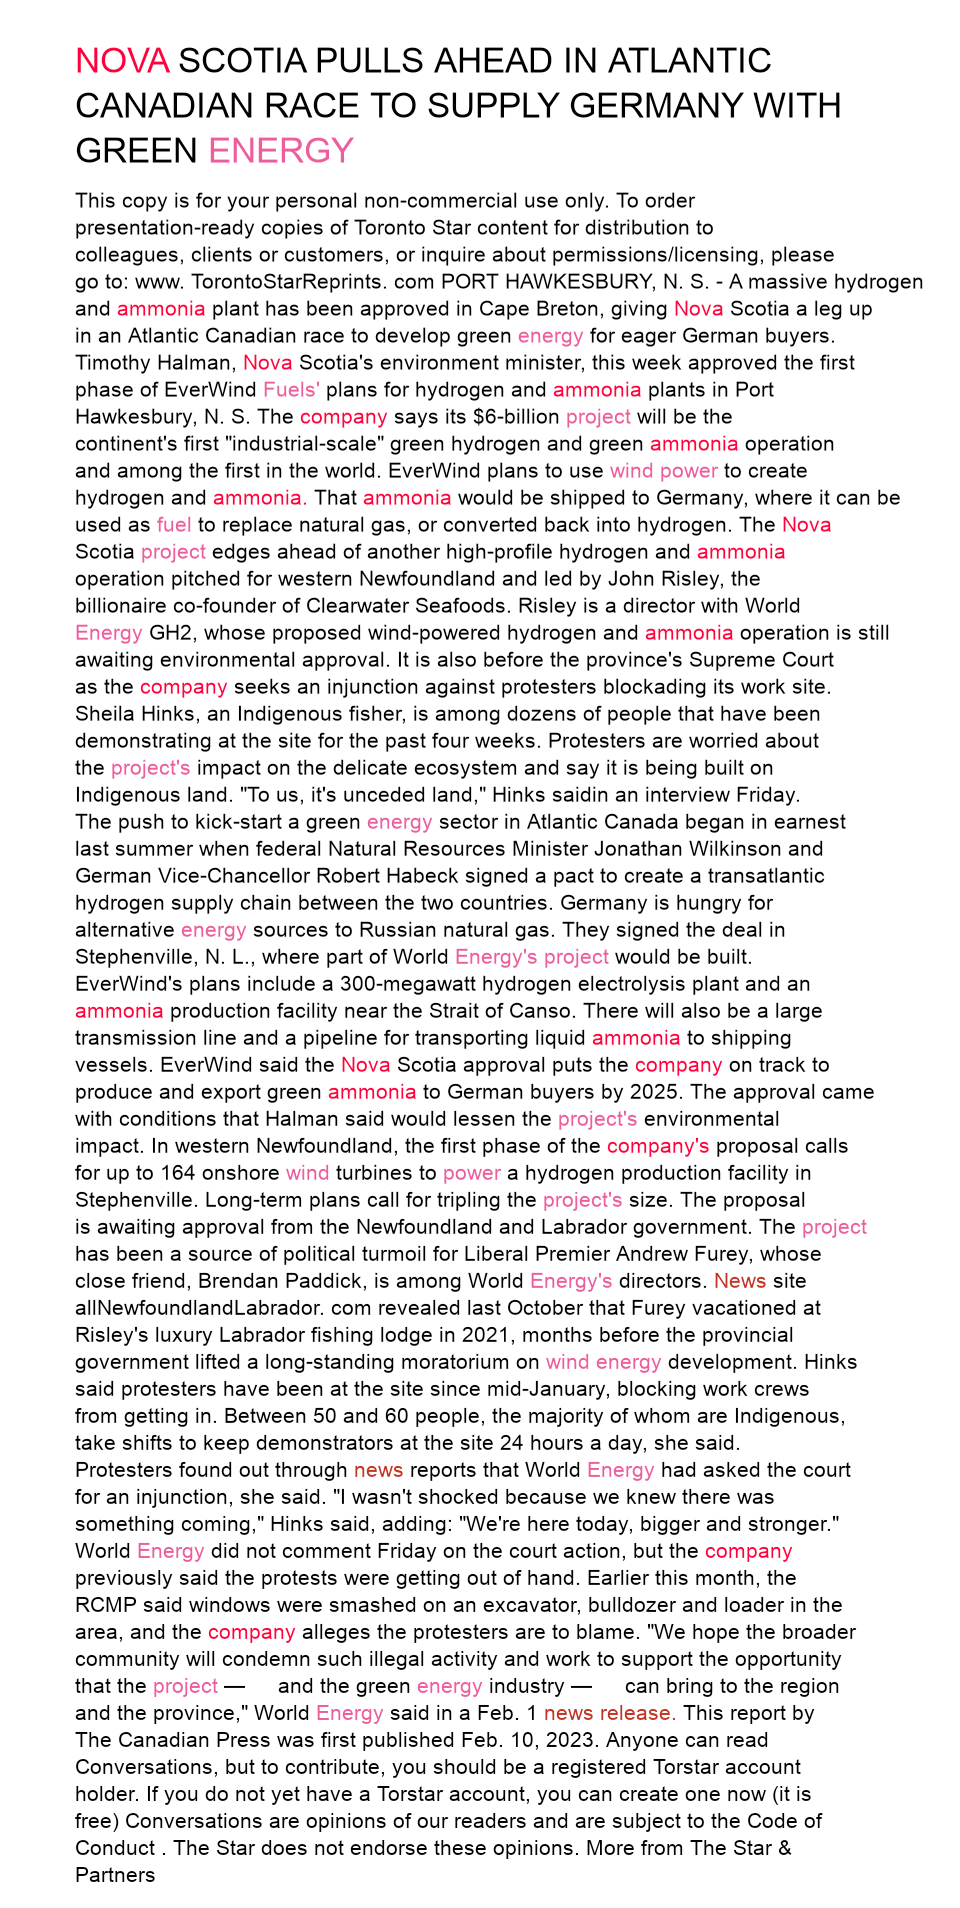 NOVA SCOTIA PULLS AHEAD IN ATLANTIC
CANADIAN RACE TO SUPPLY GERMANY WITH
GREEN ENERGY
This copy is for your personal non-commercial use only. To order
presentation-ready copies of Toronto Star content for distribution to
colleagues, clients or customers, or inquire about permissions/licensing, please
go to: www. TorontoStarReprints. com PORT HAWKESBURY, N. S. - A massive hydrogen
and ammonia plant has been approved in Cape Breton, giving Nova Scotia a leg up
in an Atlantic Canadian race to develop green energy for eager German buyers.
Timothy Halman, Nova Scotia's environment minister, this week approved the first
phase of EverWind Fuels' plans for hydrogen and ammonia plants in Port
Hawkesbury, N. S. The company says its $6-billion project will be the
continent's first "industrial-scale" green hydrogen and green ammonia operation
and among the first in the world. EverWind plans to use wind power to create
hydrogen and ammonia. That ammonia would be shipped to Germany, where it can be
used as fuel to replace natural gas, or converted back into hydrogen. The Nova
Scotia project edges ahead of another high-profile hydrogen and ammonia
operation pitched for western Newfoundland and led by John Risley, the
billionaire co-founder of Clearwater Seafoods. Risley is a director with World
Energy GH2, whose proposed wind-powered hydrogen and ammonia operation is still
awaiting environmental approval. It is also before the province's Supreme Court
as the company seeks an injunction against protesters blockading its work site.
Sheila Hinks, an Indigenous fisher, is among dozens of people that have been
demonstrating at the site for the past four weeks. Protesters are worried about
the project's impact on the delicate ecosystem and say it is being built on
Indigenous land. "To us, it's unceded land," Hinks saidin an interview Friday.
The push to kick-start a green energy sector in Atlantic Canada began in earnest
last summer when federal Natural Resources Minister Jonathan Wilkinson and
German Vice-Chancellor Robert Habeck signed a pact to create a transatlantic
hydrogen supply chain between the two countries. Germany is hungry for
alternative energy sources to Russian natural gas. They signed the deal in
Stephenville, N. L., where part of World Energy's project would be built.
EverWind's plans include a 300-megawatt hydrogen electrolysis plant and an
ammonia production facility near the Strait of Canso. There will also be a large
transmission line and a pipeline for transporting liquid ammonia to shipping
vessels. EverWind said the Nova Scotia approval puts the company on track to
produce and export green ammonia to German buyers by 2025. The approval came
with conditions that Halman said would lessen the project's environmental
impact. In western Newfoundland, the first phase of the company's proposal calls
for up to 164 onshore wind turbines to power a hydrogen production facility in
Stephenville. Long-term plans call for tripling the project's size. The proposal
is awaiting approval from the Newfoundland and Labrador government. The project
has been a source of political turmoil for Liberal Premier Andrew Furey, whose
close friend, Brendan Paddick, is among World Energy's directors. News site
allNewfoundlandLabrador. com revealed last October that Furey vacationed at
Risley's luxury Labrador fishing lodge in 2021, months before the provincial
government lifted a long-standing moratorium on wind energy development. Hinks
said protesters have been at the site since mid-January, blocking work crews
from getting in. Between 50 and 60 people, the majority of whom are Indigenous,
take shifts to keep demonstrators at the site 24 hours a day, she said.
Protesters found out through news reports that World Energy had asked the court
for an injunction, she said. "I wasn't shocked because we knew there was
something coming," Hinks said, adding: "We're here today, bigger and stronger."
World Energy did not comment Friday on the court action, but the company
previously said the protests were getting out of hand. Earlier this month, the
RCMP said windows were smashed on an excavator, bulldozer and loader in the
area, and the company alleges the protesters are to blame. "We hope the broader
community will condemn such illegal activity and work to support the opportunity
that the project — and the green energy industry — can bring to the region
and the province," World Energy said in a Feb. 1 news release. This report by
The Canadian Press was first published Feb. 10, 2023. Anyone can read
Conversations, but to contribute, you should be a registered Torstar account
holder. If you do not yet have a Torstar account, you can create one now (it is
free) Conversations are opinions of our readers and are subject to the Code of
Conduct . The Star does not endorse these opinions. More from The Star &
Partners